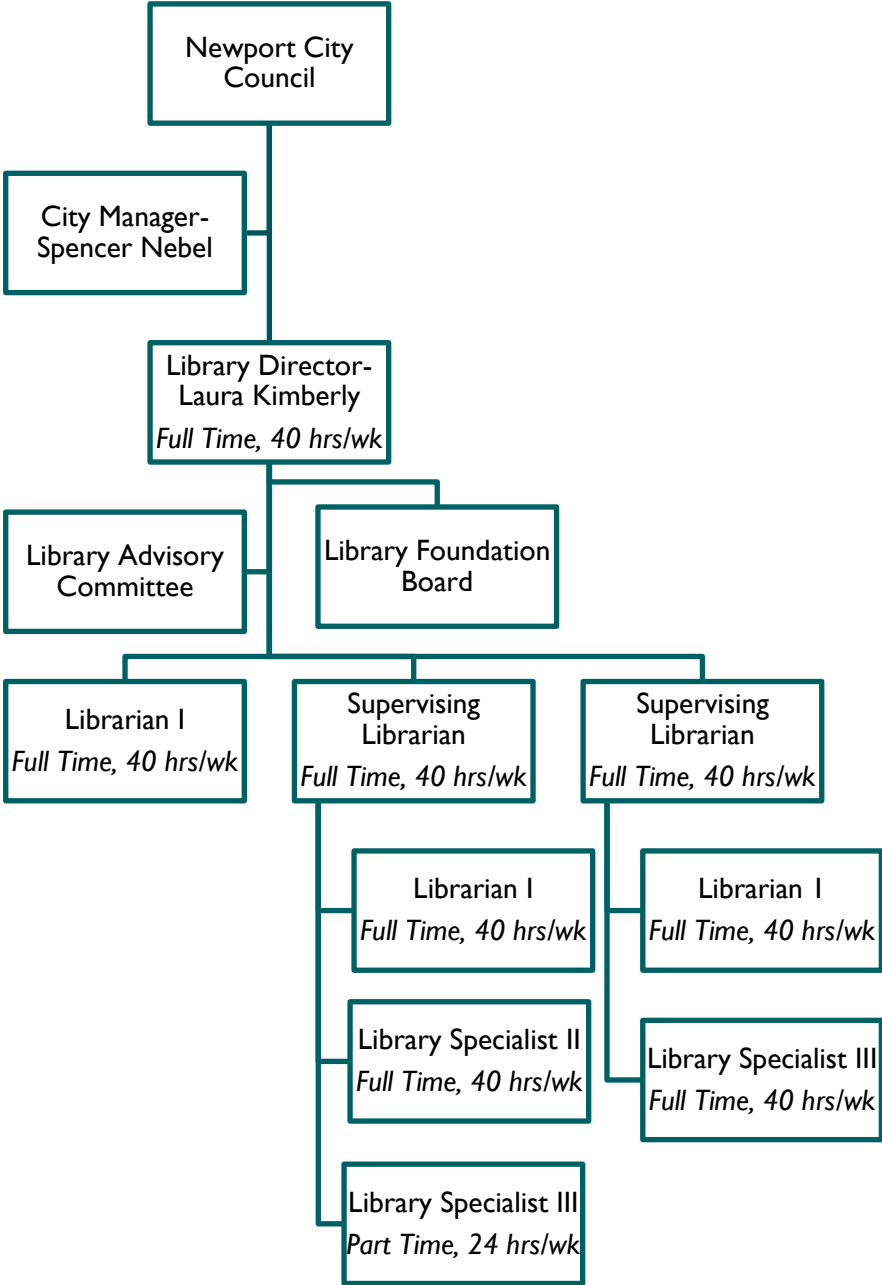 Newport City
Council
City Manager-
Spencer Nebel
Library Director-
Laura Kimberly
Full Time, 40 hrs/wk
Library Advisory
Committee
Library Foundation
Board
Librarian I
Full Time, 40 hrs/wk
Supervising
Librarian
Full Time, 40 hrs/wk
Supervising
Librarian
Full Time, 40 hrs/wk
Librarian I
Full Time, 40 hrs/wk
Librarian 1
Full Time, 40 hrs/wk
Library Specialist II
Full Time, 40 hrs/wk
Library Specialist III
Full Time, 40 hrs/wk
Library Specialist III
Part Time, 24 hrs/wk